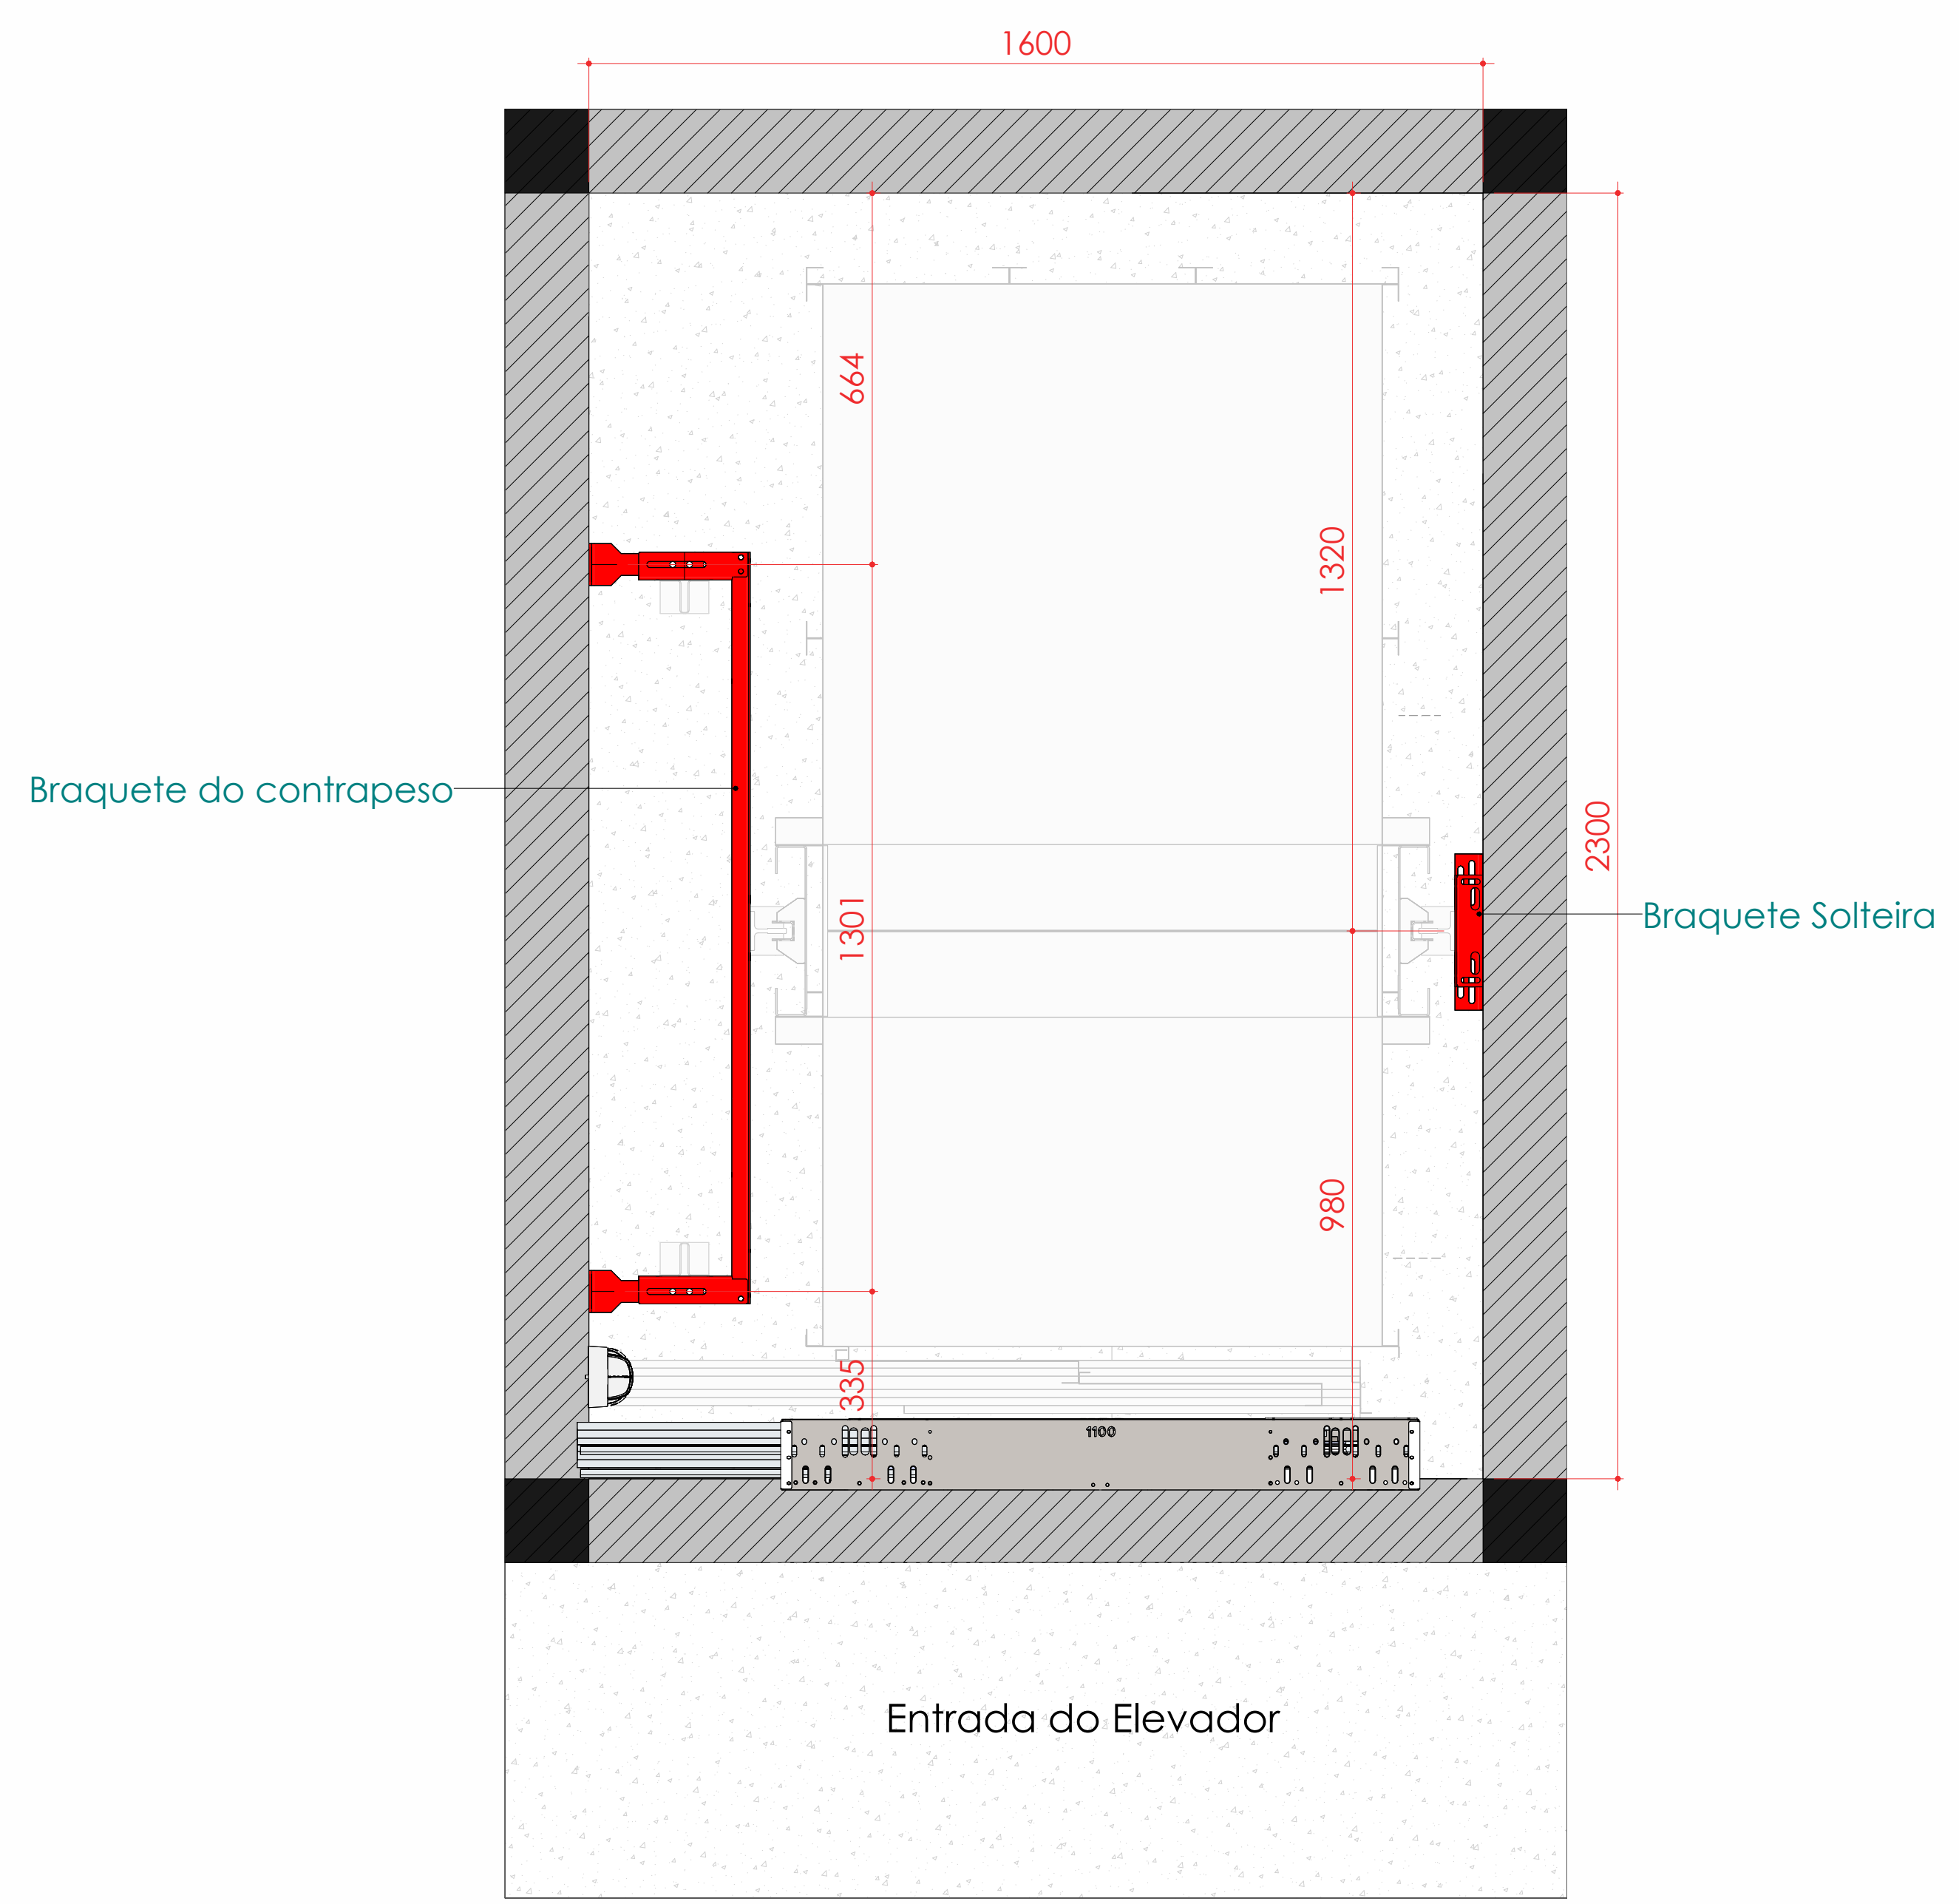 1600
664
1320
Braquete do contrapeso
2300
1301
Braquete Solteira
980
335
1100
Entrada do Elevador